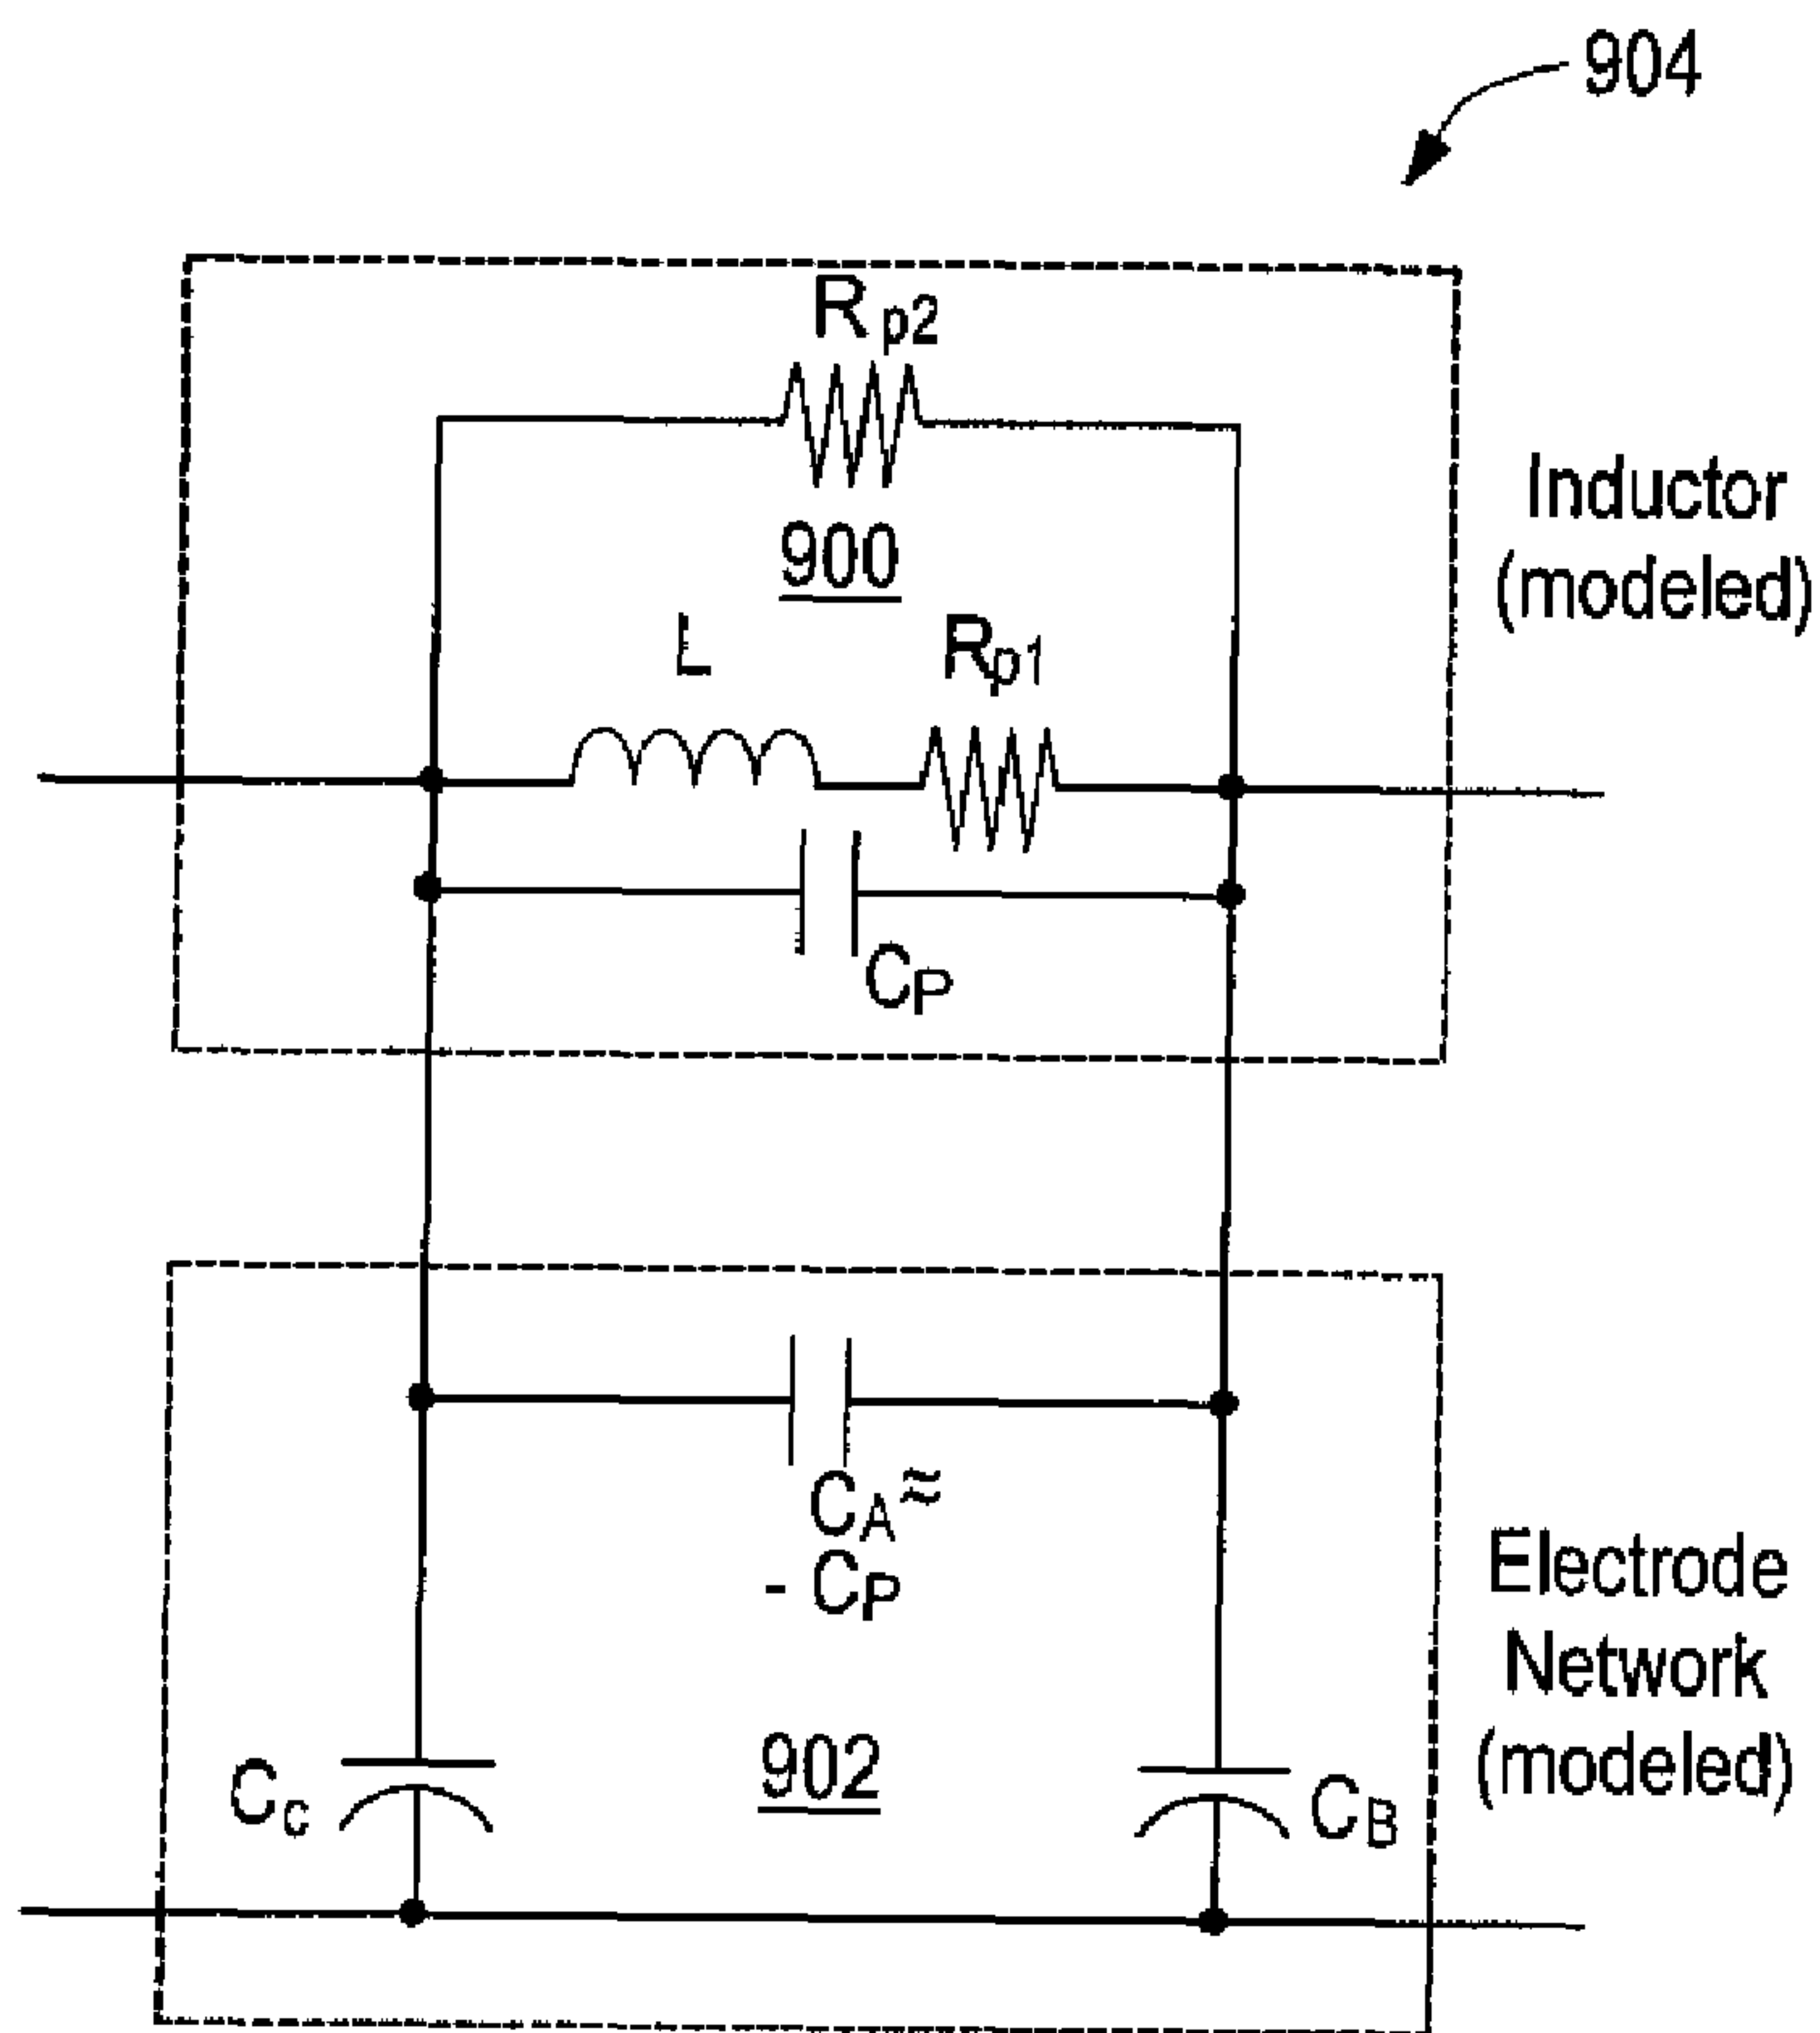 904
Rp2
900
Inductor
(modeled)
L
Rp1
CP
CA≈
- CP
Electrode
Network
(modeled)
902
Cc
CB